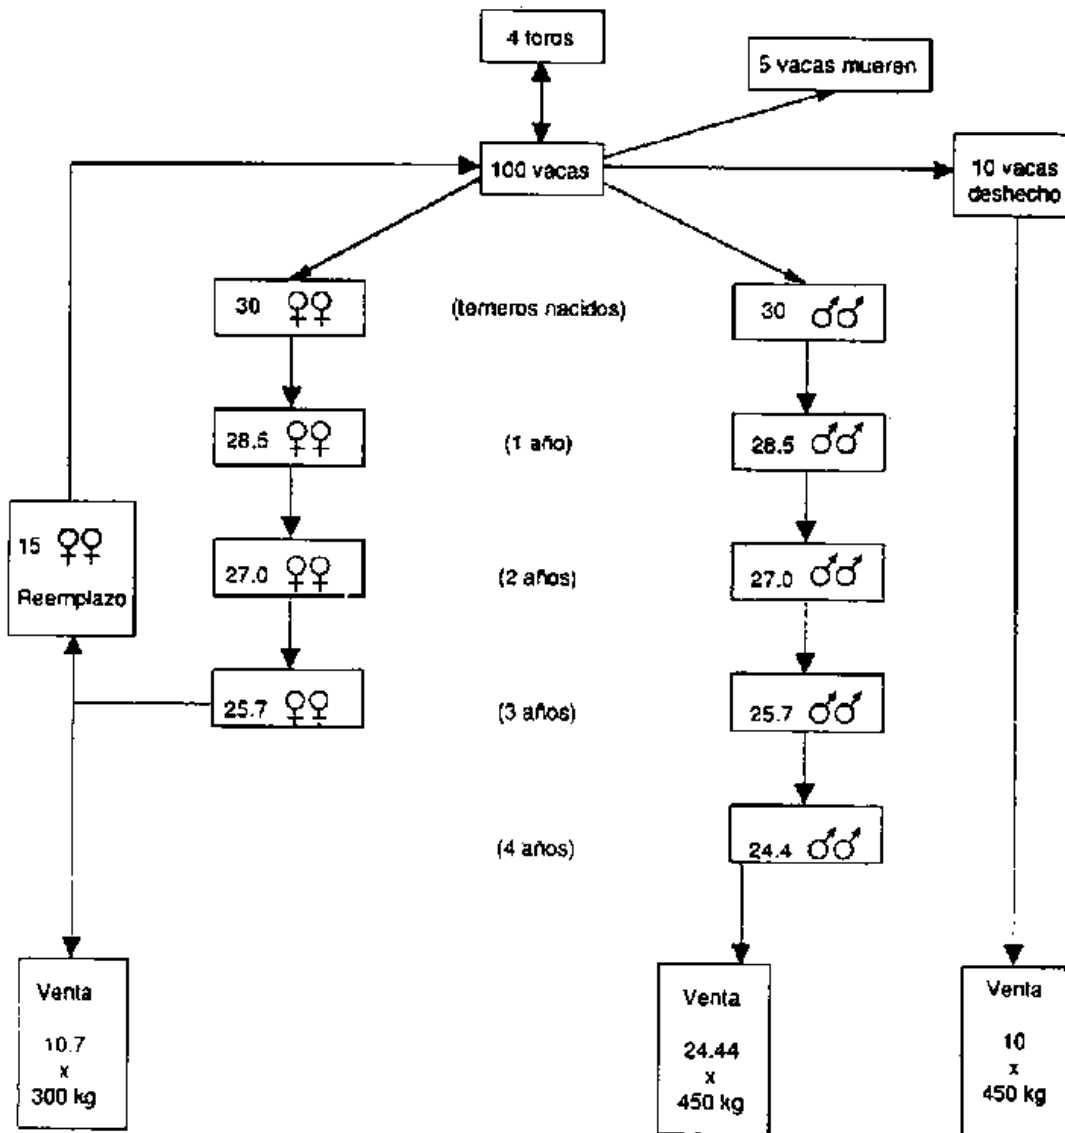 4 toros
5 vacas mueren
100 vacas
10 vacas
deshecho
30 ♀♀
(terneros nacidos)
30 ♂♂
28.5 ♀♀
(1 año)
28.5 ♂♂
15 ♀♀
Reemplazo
27.0 ♀♀
(2 años)
27.0 ♂♂
25.7 ♀♀
(3 años)
25.7 ♂♂
(4 años)
24.4 ♂♂
Venta
10.7
x
300 kg
Venta
24.44
x
450 kg
Venta
10
x
450 kg